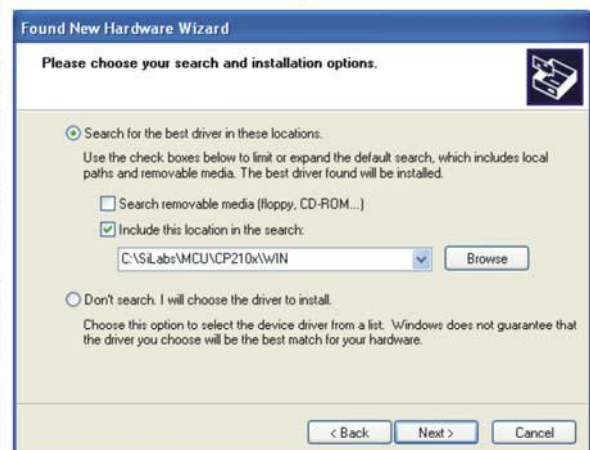 Found New Hardware Wizard
Please choose your search and installation options.
Search for the best driver in these locations.
Use the check boxes below to limit or expand the default search, which includes local
paths and removable media. The best driver found will be installed.
Search removable media (floppy, CD-ROM...)
Include this location in the search:
C:\SiLabs\MCU\CP210x\WIN
Browse
Don't search. I will choose the driver to install.
Choose this option to select the device driver from a list. Windows does not guarantee that
the driver you choose will be the best match for your hardware.
< Back Next > Cancel